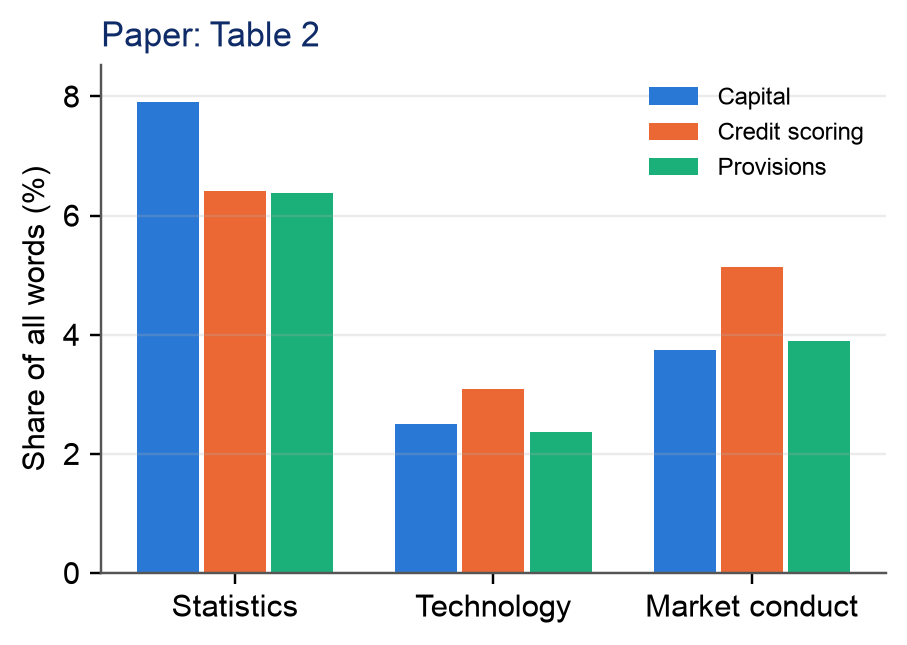 Paper: Table 2
Share of all words (%)
8
6
4
2
0
Capital
Credit scoring
Provisions
Statistics
Technology
Market conduct